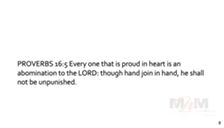 PROVERBS 16:5 Every one that is proud in heart is an
abomination to the LORD: though hand join in hand, he shall
not be unpunished.